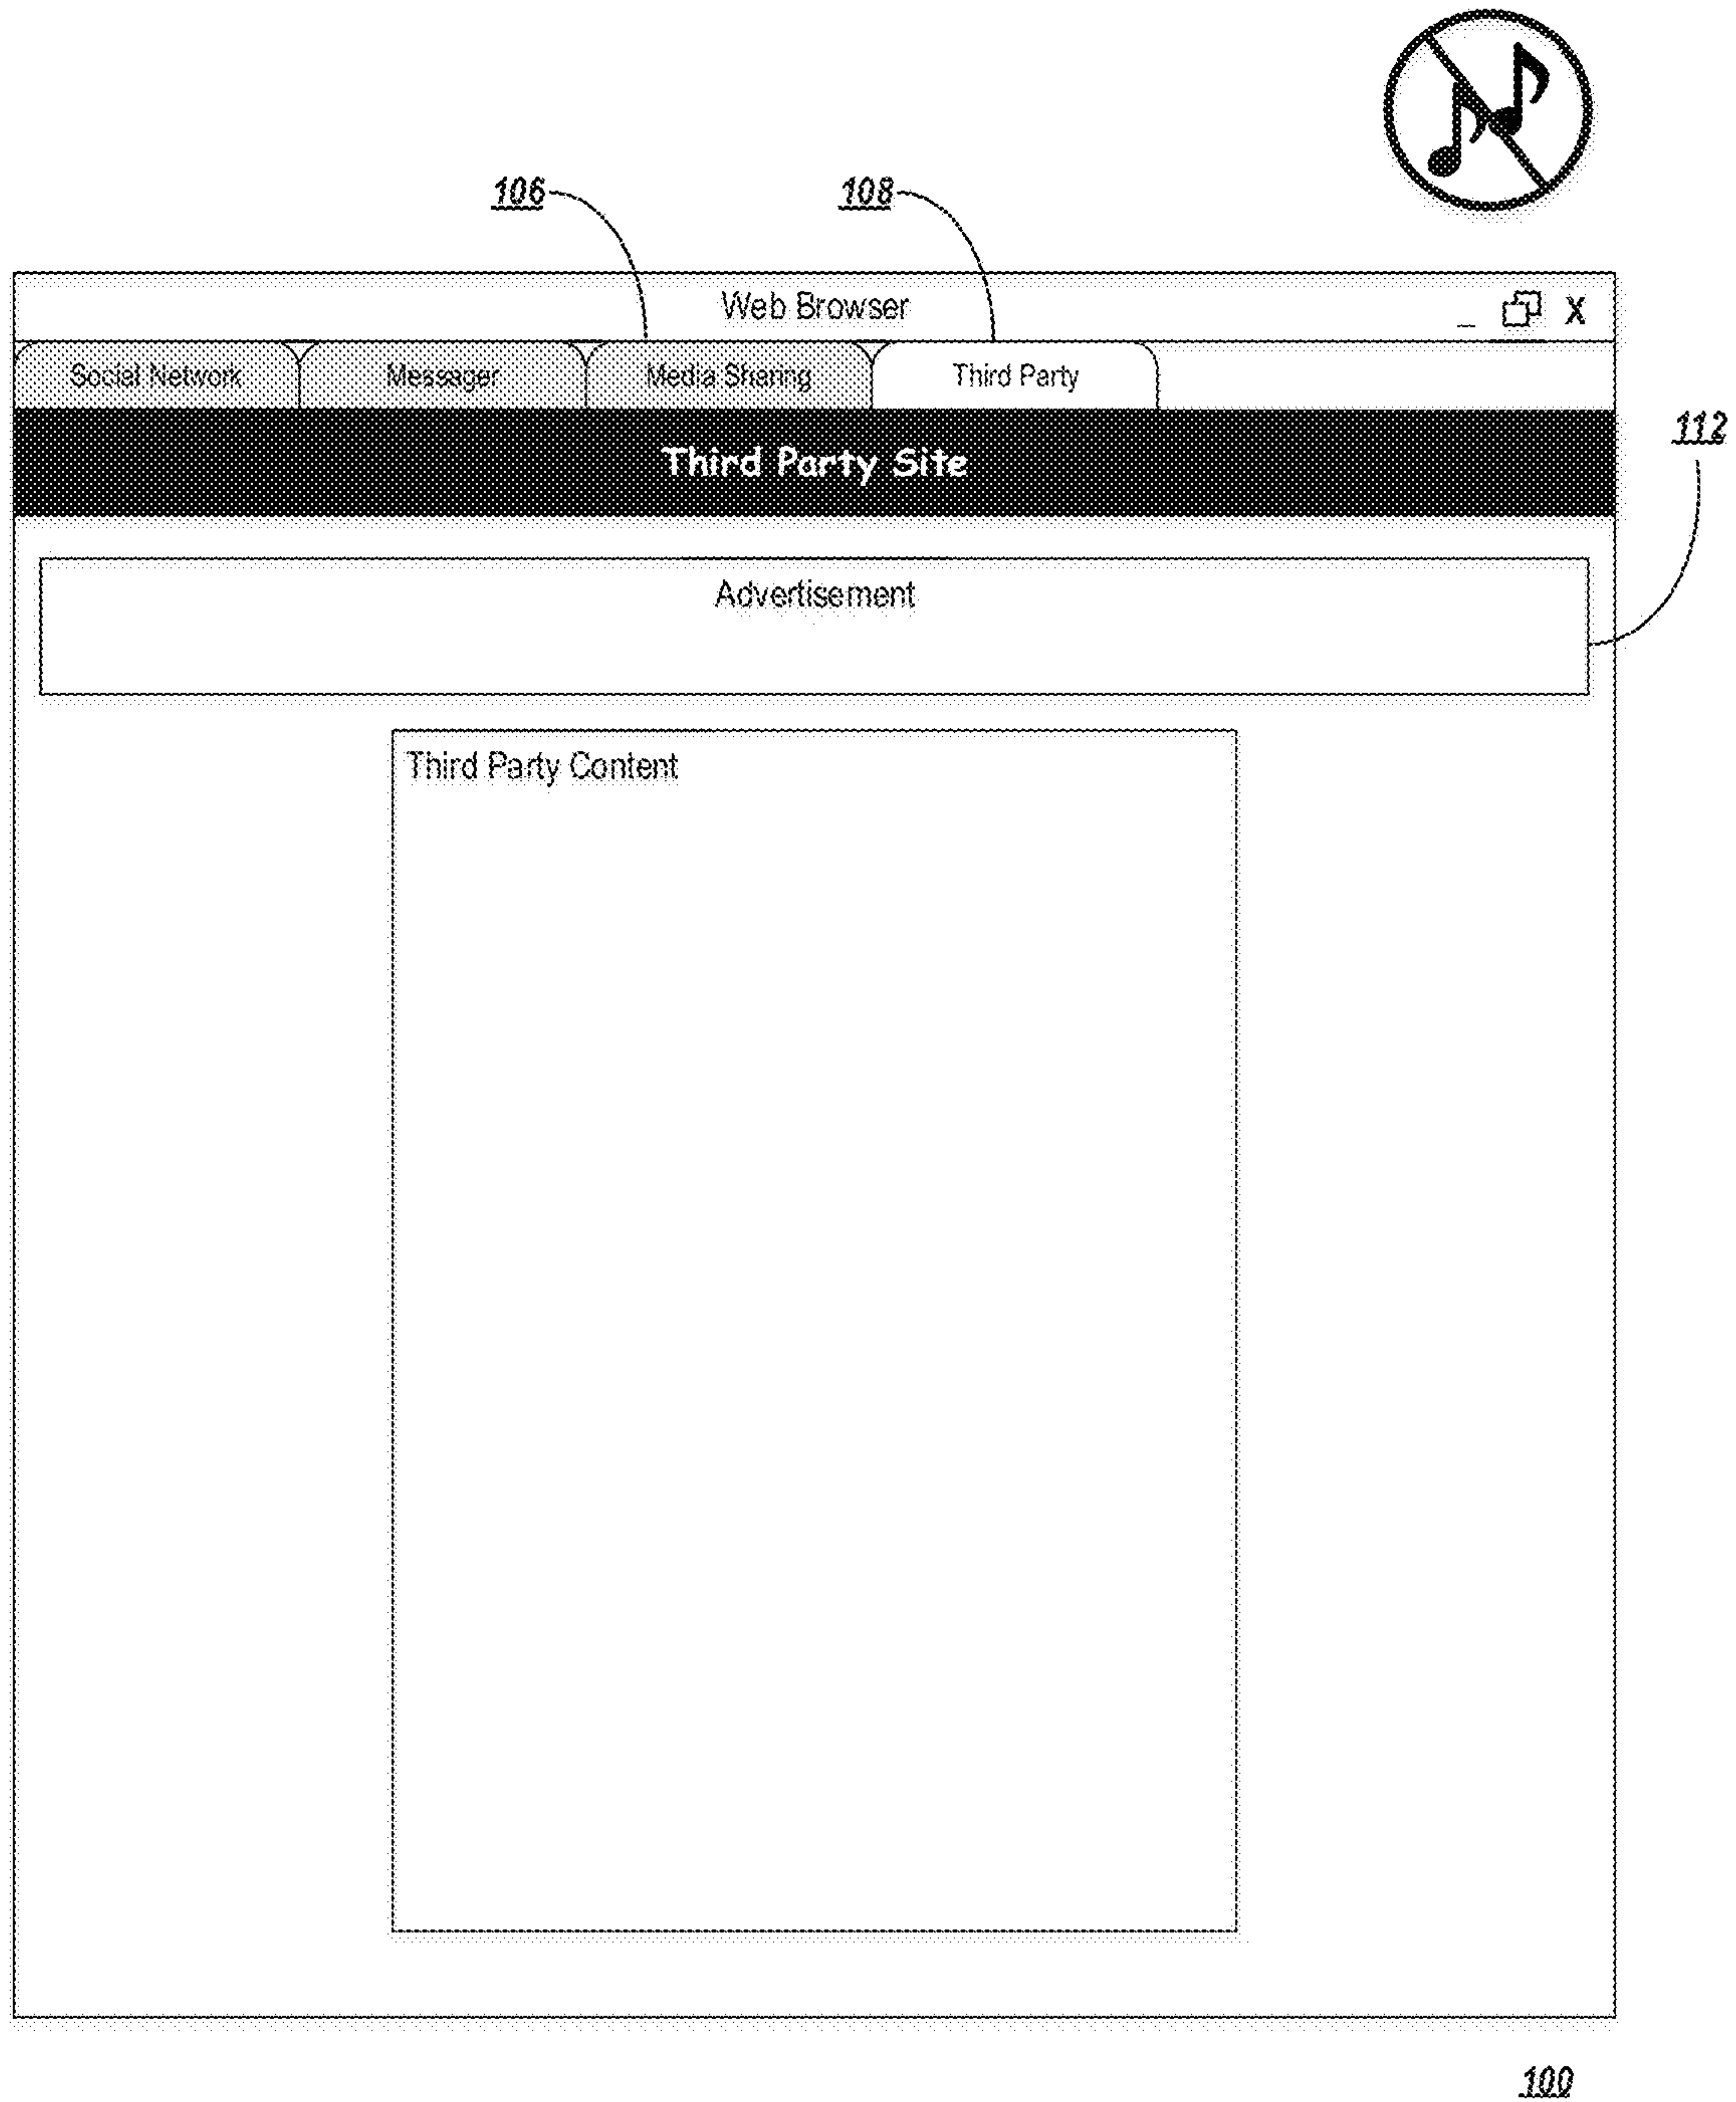 106 108
Web Browser _ X
Social Network Messager Media Sharing Third Party
Third Party Site
112
Advertisement
Third Party Content
100